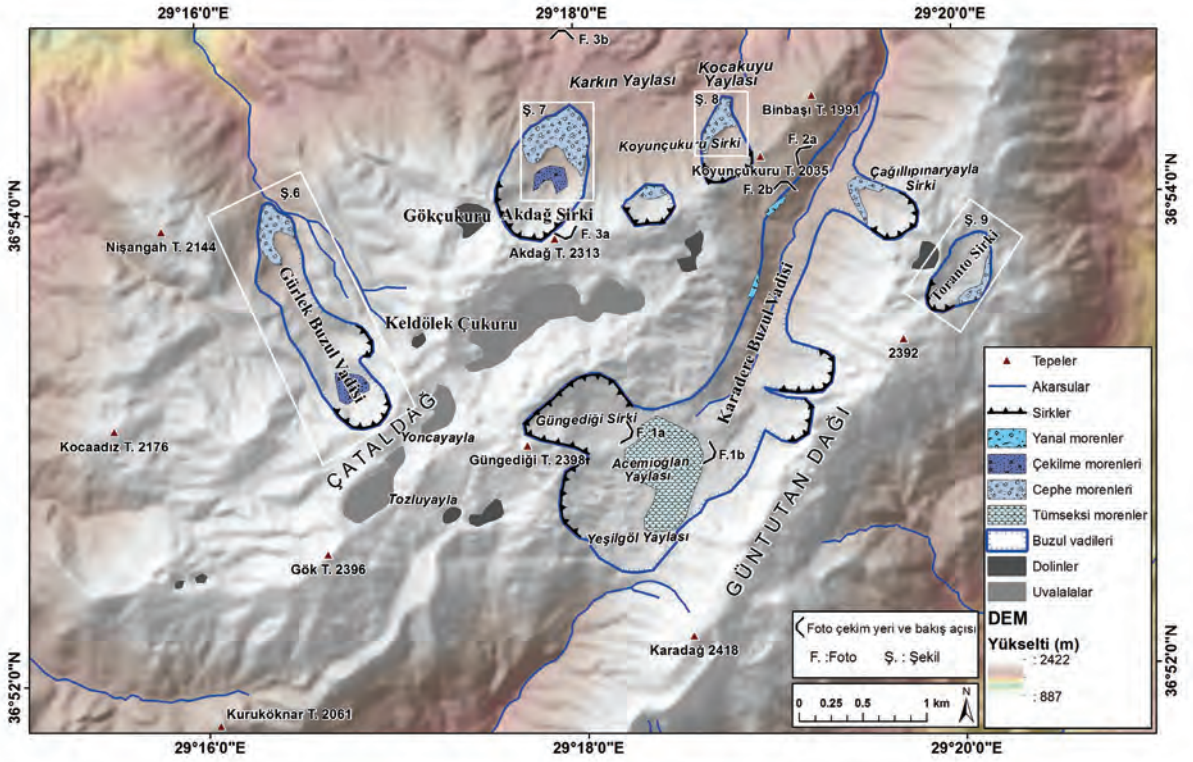 29°16'0"E
29°18'0"E
29°20'0"E
F. 3b
Karkın Yaylası
Kocakuyu
Yaylası
Ş. 7
Ş. 8
Binbaşı T. 1991
Koyunçukuru Sirki
F. 2a
Koyunçukuru T. 2035
F. 2b
Çağıllıpınaryayla
Sirki
36°54'0"N
36°54'0"N
Ş.6
Ş. 9
Gökçukuru
Akdağ Sirki
F. 3a
Nişangah T. 2144
Akdağ T. 2313
Toranto Sirki
Gürlek Buzul Vadisi
Keldölek Çukuru
Karadere Buzul Vadisi
2392
Güngediği Sirki
F. 1a
Yoncayayla
Kocaadız T. 2176
Güngediği T. 2398
Acemioglan
Yaylası
F.1b
ÇATALDAĞ
Tozluyayla
Yeşilgöl Yaylası
GÜNTUTAN DAĞI
Gök T. 2396
Karadağ 2418
Kuruköknar T. 2061
36°52'0"N
36°52'0"N
Tepeler
Akarsular
Sirkler
Yanal morenler
Çekilme morenleri
Cephe morenleri
Tümseksi morenler
Buzul vadileri
Dolinler
Uvalalalar
DEM
Yükselti (m)
: 2422
: 887
Foto çekim yeri ve bakış açısı
F. :Foto Ş. : Şekil
0 0.25 0.5 1 km
N
29°16'0"E
29°18'0"E
29°20'0"E